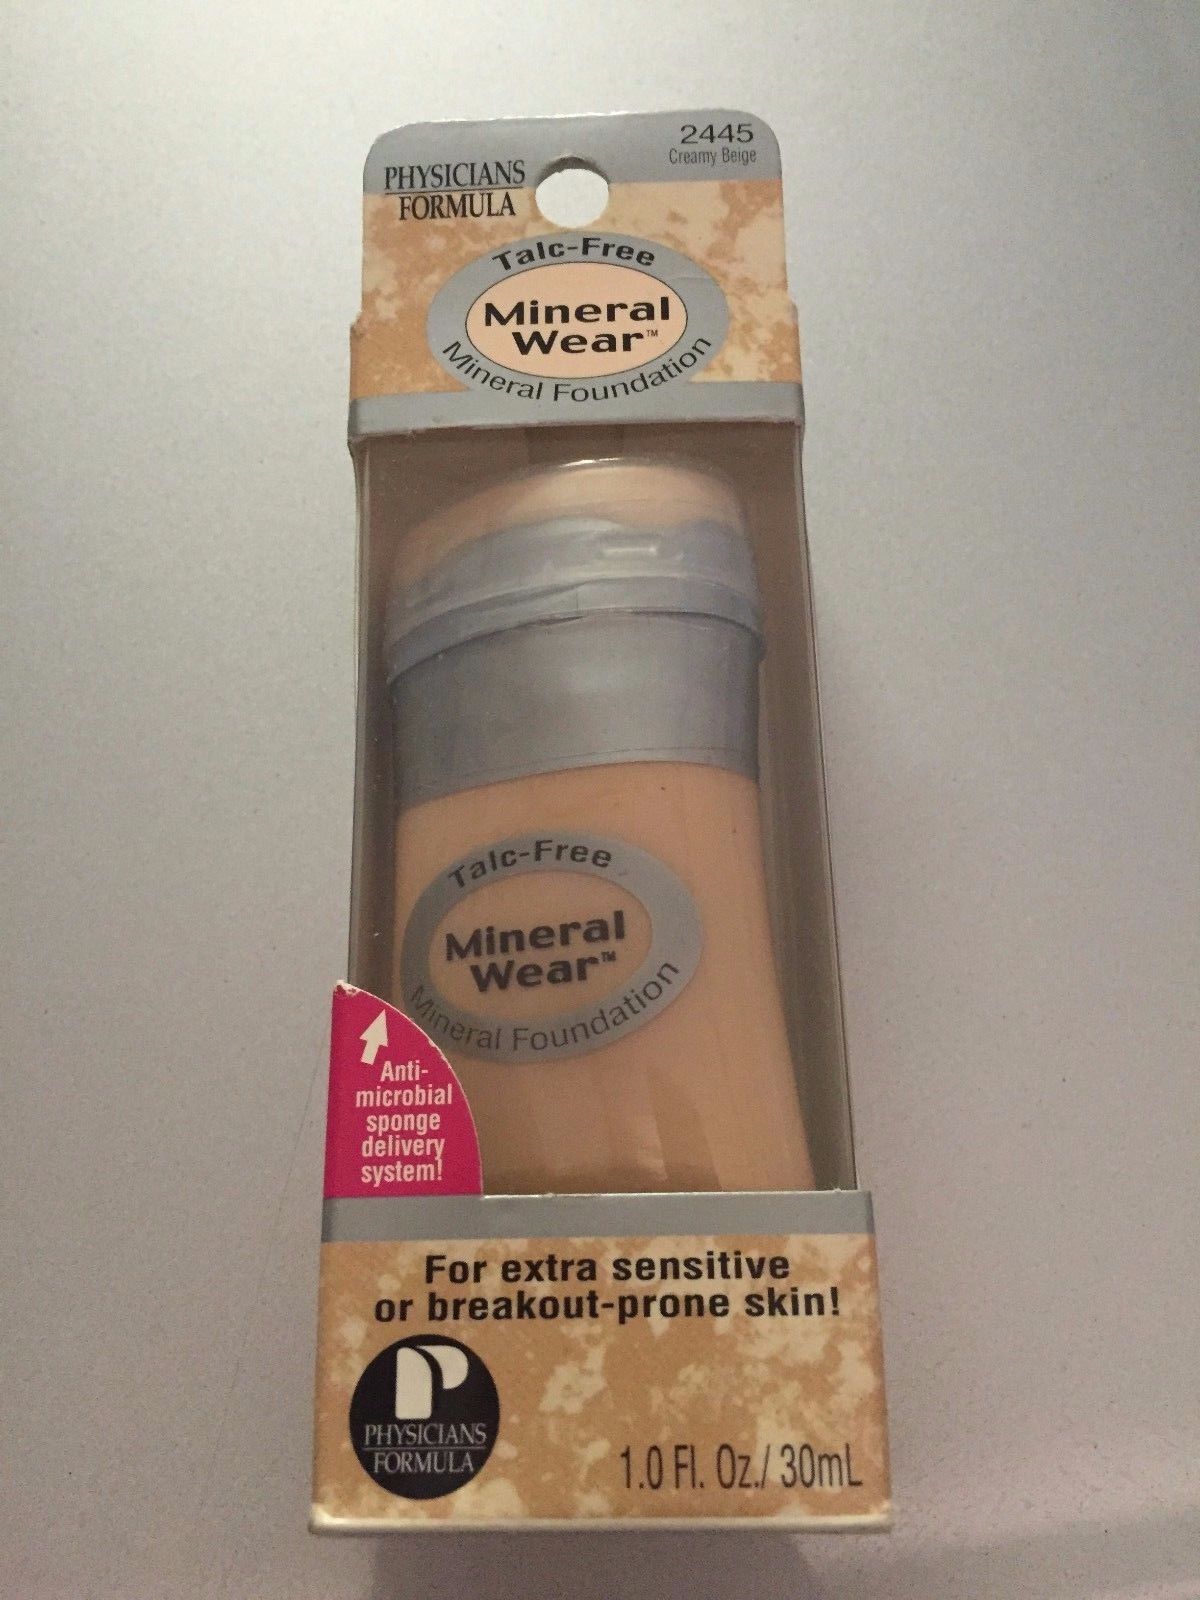 2445
Creamy Beige
PHYSICIANS
FORMULA
Talc-Free
Mineral
Wear™
Mineral Foundation
Talc-Free
Mineral
Wear™
Mineral Foundation
Anti-
microbial
sponge
delivery
system!
For extra sensitive
or breakout-prone skin!
P
PHYSICIANS
FORMULA
1.0 Fl. Oz./ 30mL